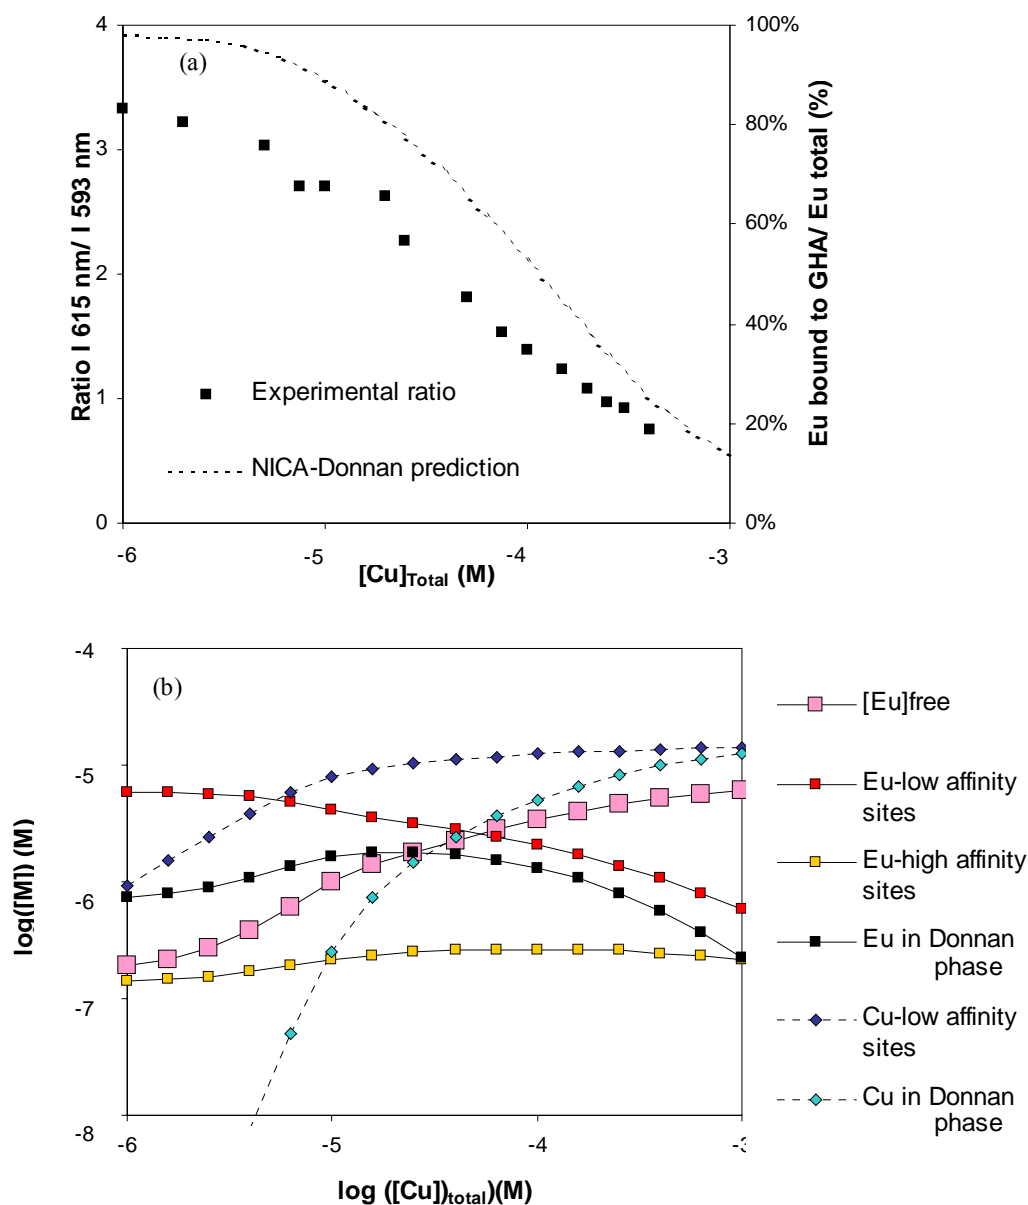 4
3
2
1
0
Ratio I 615 nm/ I 593 nm
(a)
Experimental ratio
NICA-Donnan prediction
100%
80%
60%
40%
20%
0%
Eu bound to GHA/ Eu total (%)
-6
-5
-4
-3
[Cu]Total (M)
-4
-5
-6
-7
-8
log([M]) (M)
(b)
-6
-5
-4
log ([Cu])total)(M)
[Eu]free
Eu-low affinity
sites
Eu-high affinity
sites
Eu in Donnan
phase
Cu-low affinity
sites
Cu in Donnan
phase